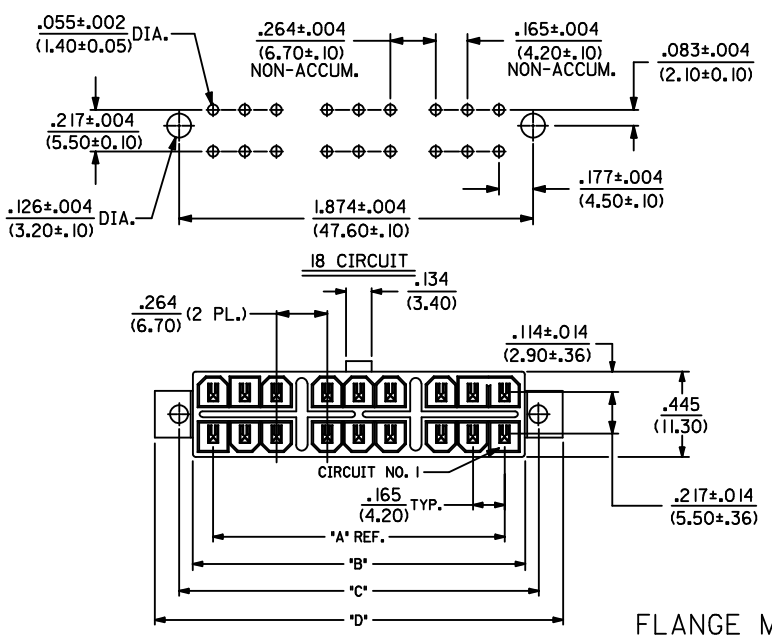 .055±.002
(1.40±0.05) DIA.
.264±.004
(6.70±.10)
NON-ACCUM.
.165±.004
(4.20±.10)
NON-ACCUM.
.083±.004
(2.10±0.10)
.217±.004
(5.50±0.10)
.126±.004
(3.20±.10) DIA.
1.874±.004
(47.60±.10)
.177±.004
(4.50±.10)
18 CIRCUIT
.134
(3.40)
.264
(6.70) (2 PL.)
.114±.014
(2.90±.36)
.445
(11.30)
CIRCUIT NO. 1
.165
(4.20) TYP.
.217±.014
(5.50±.36)
"A" REF.
"B"
"C"
"D"
FLANGE M